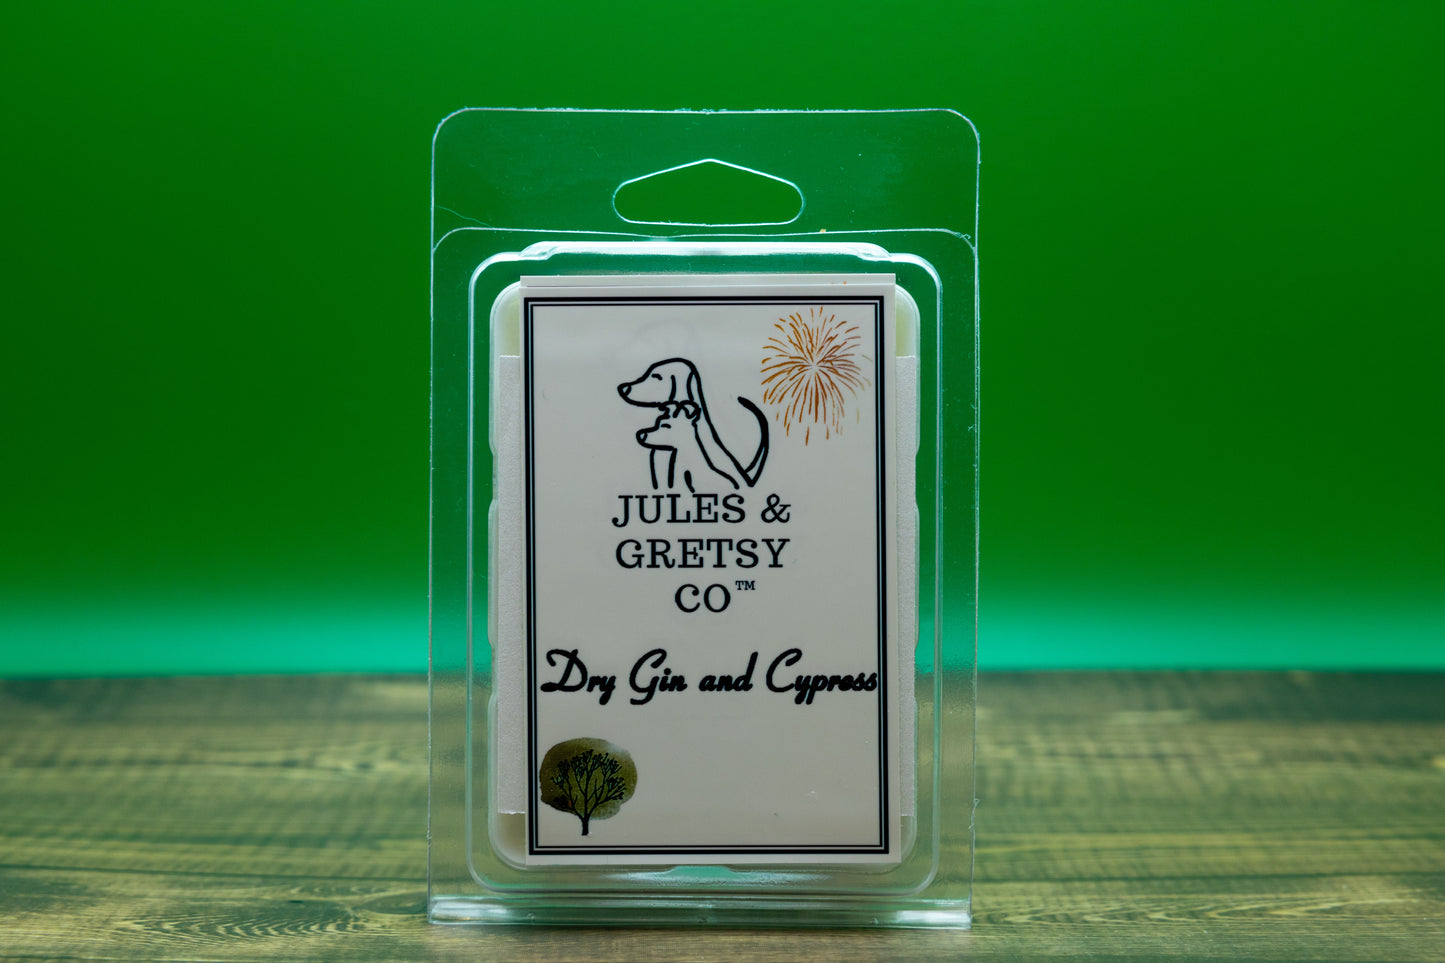 JULES &
GRETSY
CO™
Dry Gin and Cypress